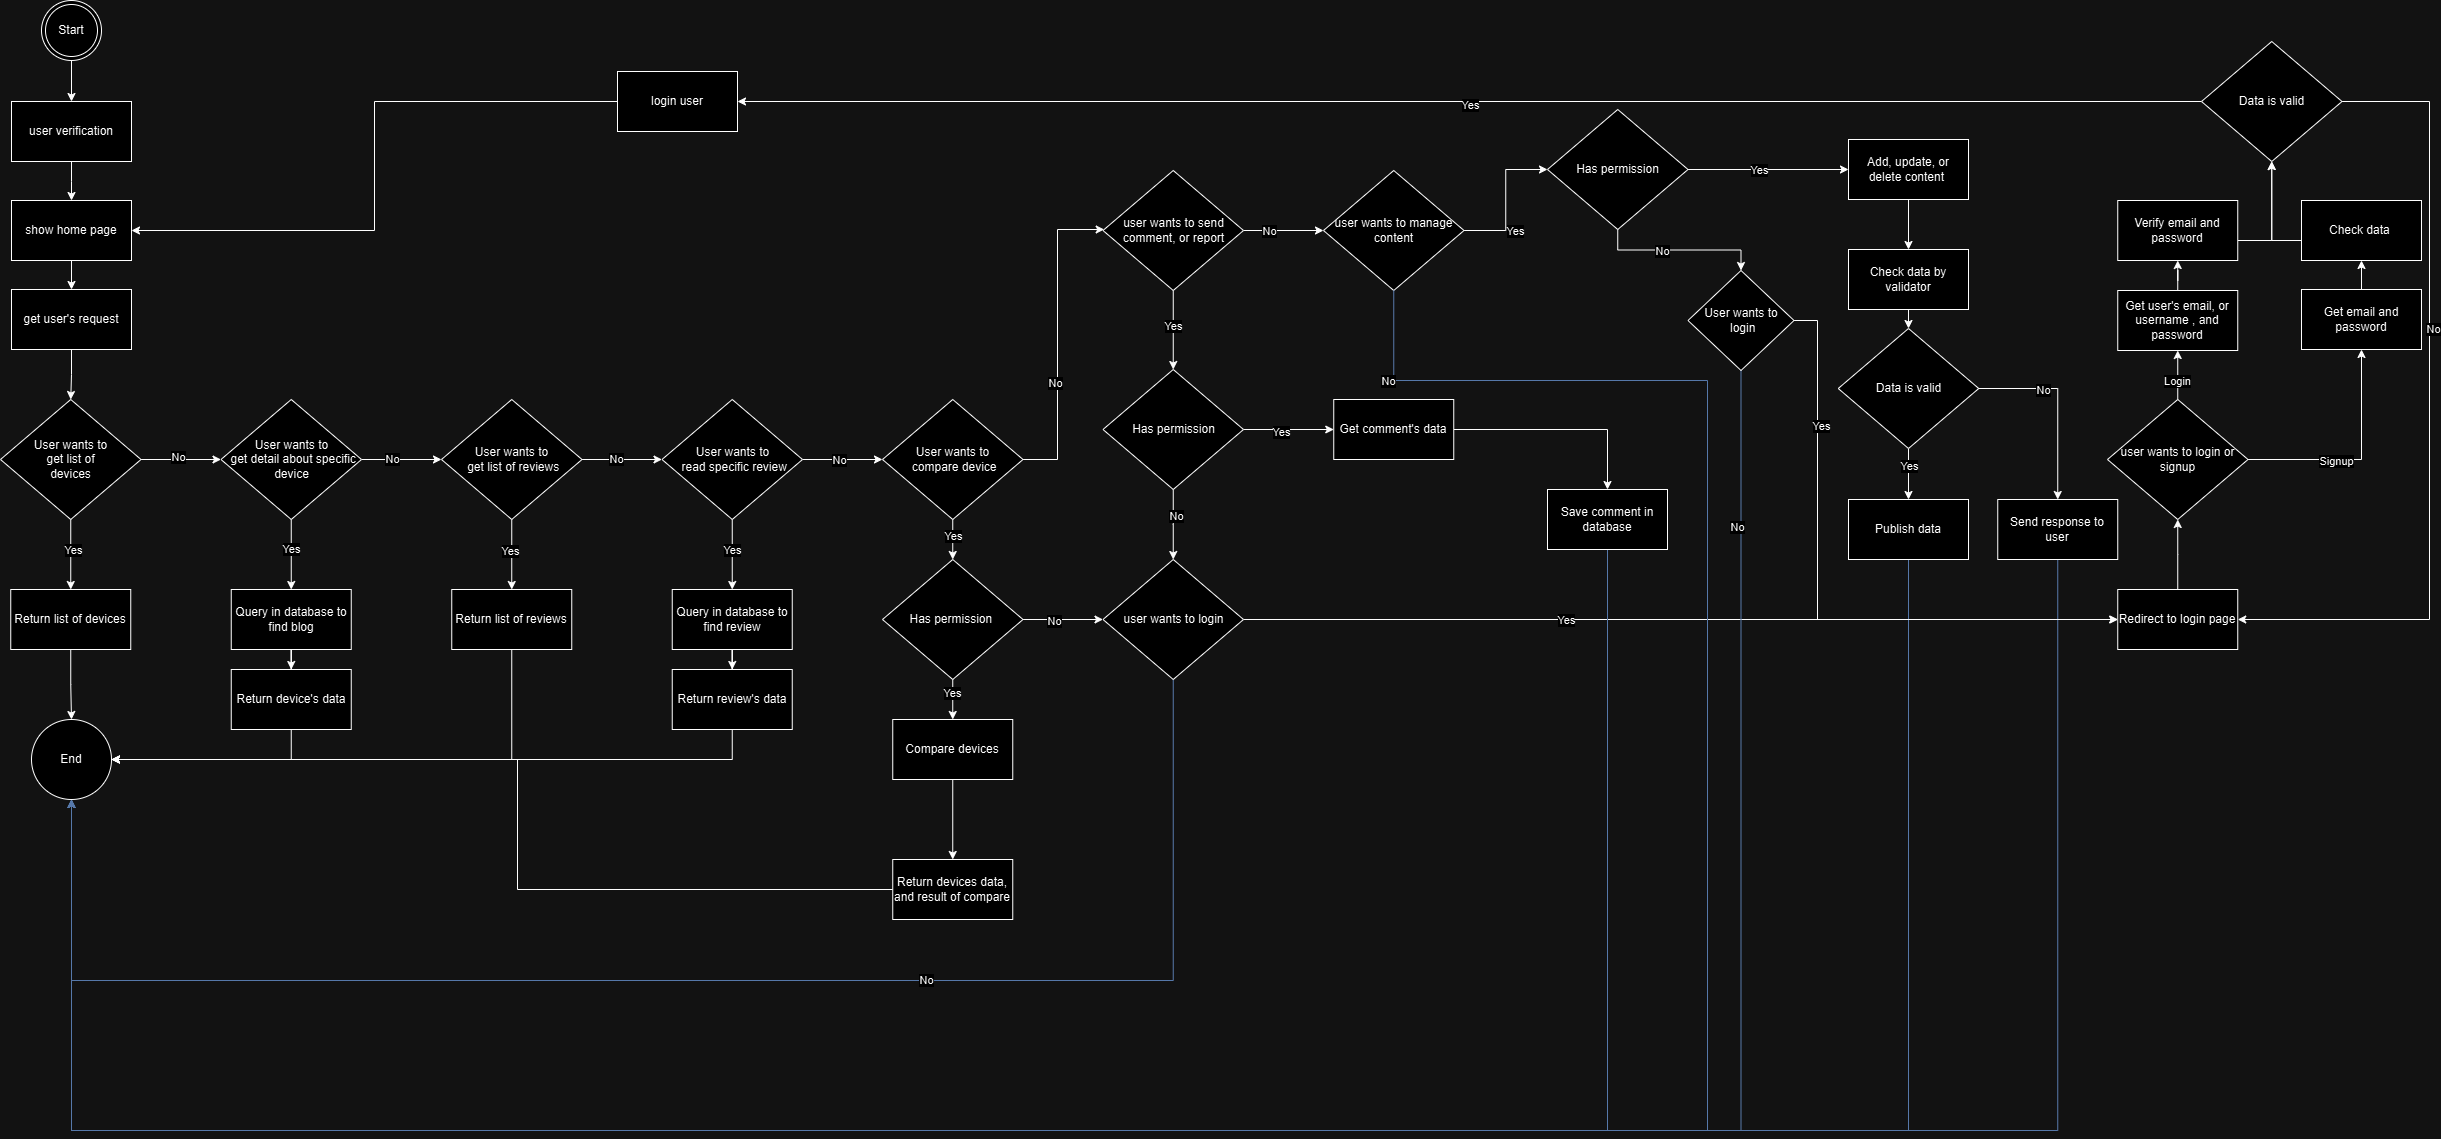 Start
user verification
show home page
get user's request
login user
Yes
Data is valid
No
User wants to
get list of
devices
No
Yes
Return list of devices
End
User wants to
get detail about specific
device
No
Yes
Query in database to
find blog
Return device's data
User wants to
get list of reviews
No
Yes
Return list of reviews
User wants to
read specific review
No
Yes
Query in database to
find review
Return review's data
User wants to
compare device
No
Yes
Has permission
No
Yes
Compare devices
Return devices data,
and result of compare
user wants to send
comment, or report
No
Yes
Has permission
Yes
No
Get comment's data
Save comment in
database
user wants to login
Yes
No
user wants to manage
content
Yes
No
Has permission
Yes
No
User wants to
login
Yes
No
Add, update, or
delete content
Check data by
validator
Data is valid
No
Yes
Publish data
Send response to
user
Redirect to login page
user wants to login or
signup
Login
Signup
Get user's email, or
username , and
password
Verify email and
password
Get email and
password
Check data